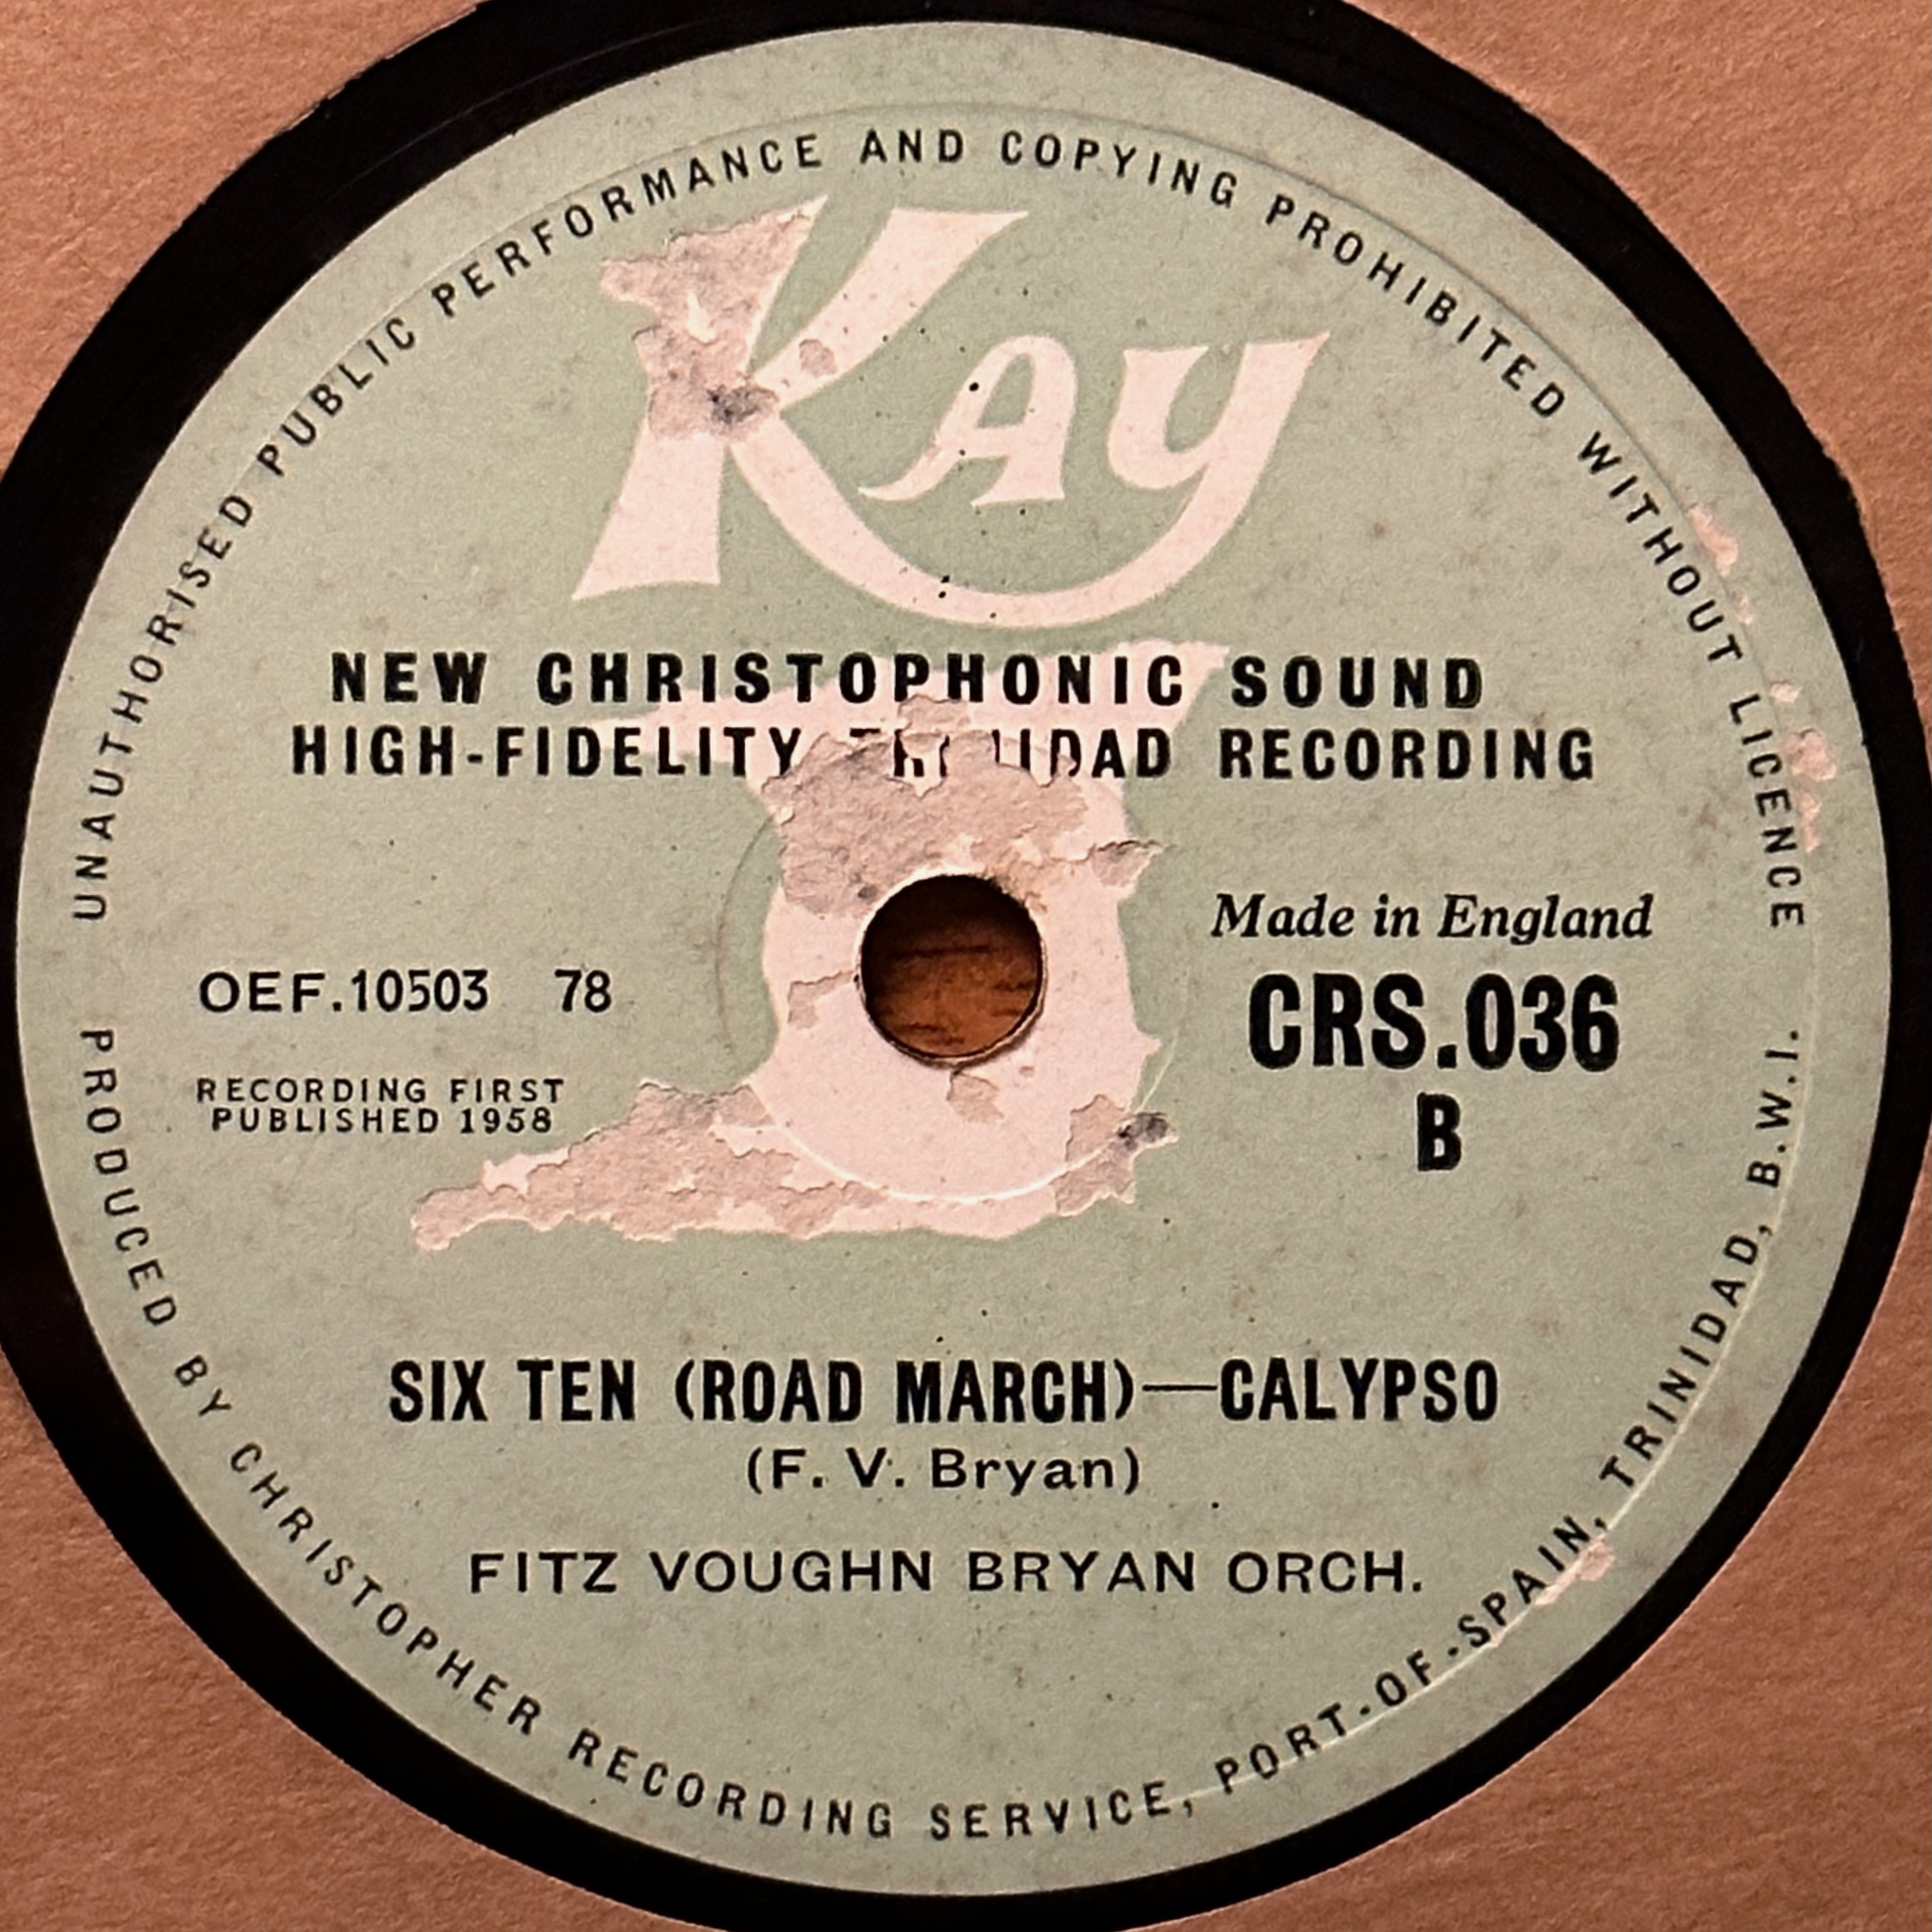 UNAUTHORISED PUBLIC PERFORMANCE AND COPYING PROHIBITED WITHOUT LICENCE
KAY
NEW CHRISTOPHONIC SOUND
HIGH-FIDELITY TRINIDAD RECORDING
Made in England
OEF.10503 78
CRS.036
RECORDING FIRST
PUBLISHED 1958
B
SIX TEN (ROAD MARCH)—CALYPSO
(F. V. Bryan)
FITZ VOUGHN BRYAN ORCH.
PRODUCED BY CHRISTOPHER RECORDING SERVICE, PORT-OF-SPAIN, TRINIDAD, B.W.I.